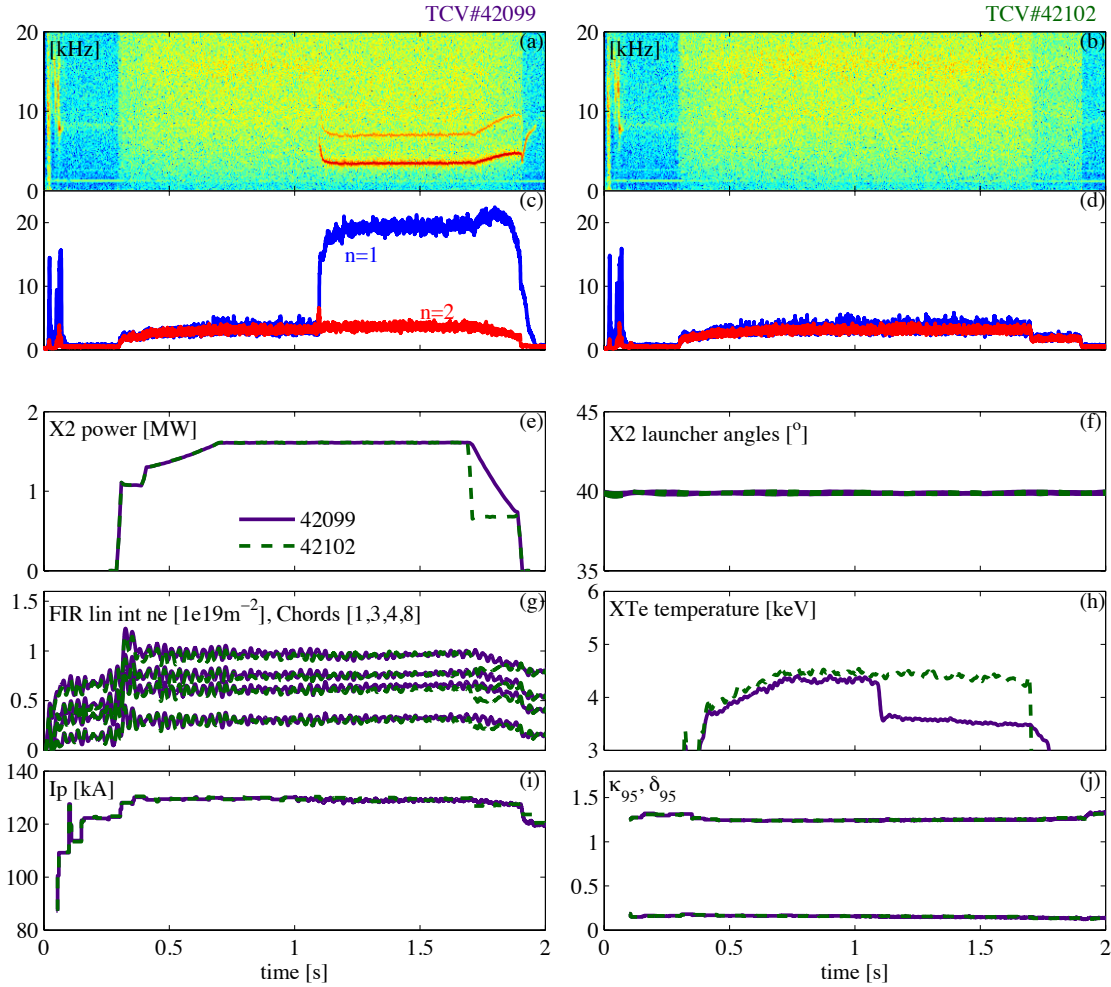 TCV#42099
TCV#42102
20
10
0
[kHz]
(a)
20
10
0
[kHz]
(b)
20
10
0
(c)
n=1
n=2
20
10
0
(d)
2
1
0
X2 power [MW]
(e)
42099
42102
45
40
35
X2 launcher angles [°]
(f)
1.5
1
0.5
0
FIR lin int ne [1e19m⁻²], Chords [1,3,4,8]
(g)
6
5
4
3
XTe temperature [keV]
(h)
140
120
100
80
Ip [kA]
(i)
0 0.5 1 1.5 2
time [s]
1.5
1
0.5
0
κ₉₅, δ₉₅
(j)
0.5 1 1.5 2
time [s]